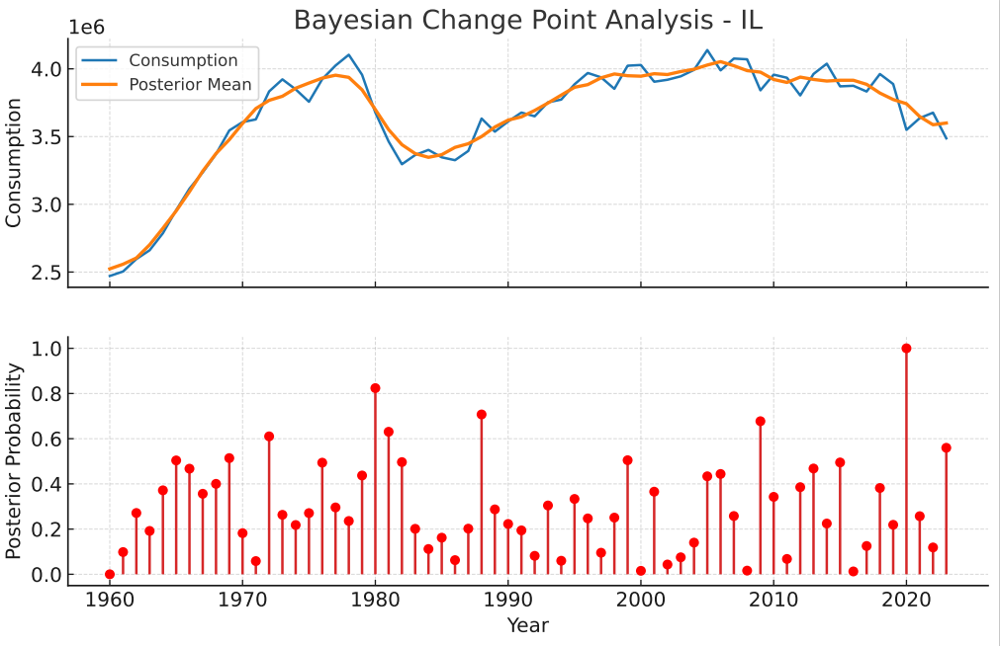 Bayesian Change Point Analysis - IL
1e6
Consumption
Posterior Mean
4.0
3.5
3.0
2.5
Consumption
1.0
0.8
0.6
0.4
0.2
0.0
Posterior Probability
1960 1970 1980 1990 2000 2010 2020
Year